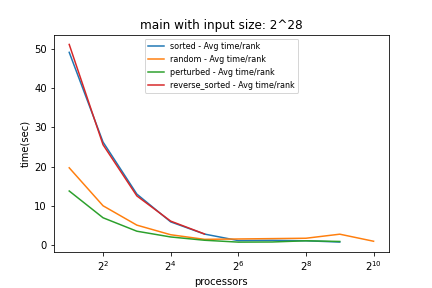 main with input size: 2^28
sorted - Avg time/rank
random - Avg time/rank
perturbed - Avg time/rank
reverse_sorted - Avg time/rank
time(sec)
50
40
30
20
10
0
2^2 2^4 2^6 2^8 2^10
processors